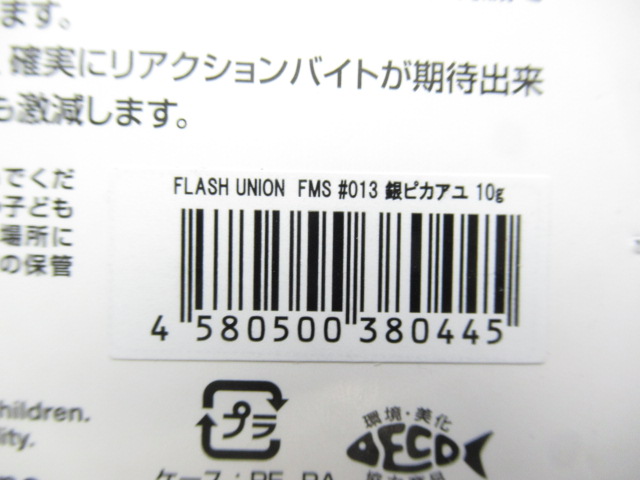 ます。
確実にリアクションバイトが期待出来
も激減します。
でくだ
子ども
場所に
の保管
FLASH UNION FMS #013 銀ピカアユ 10g
4 580500 380445
hildren.
lity.
プラ
環境・美化
ECO
ケース:PE PA